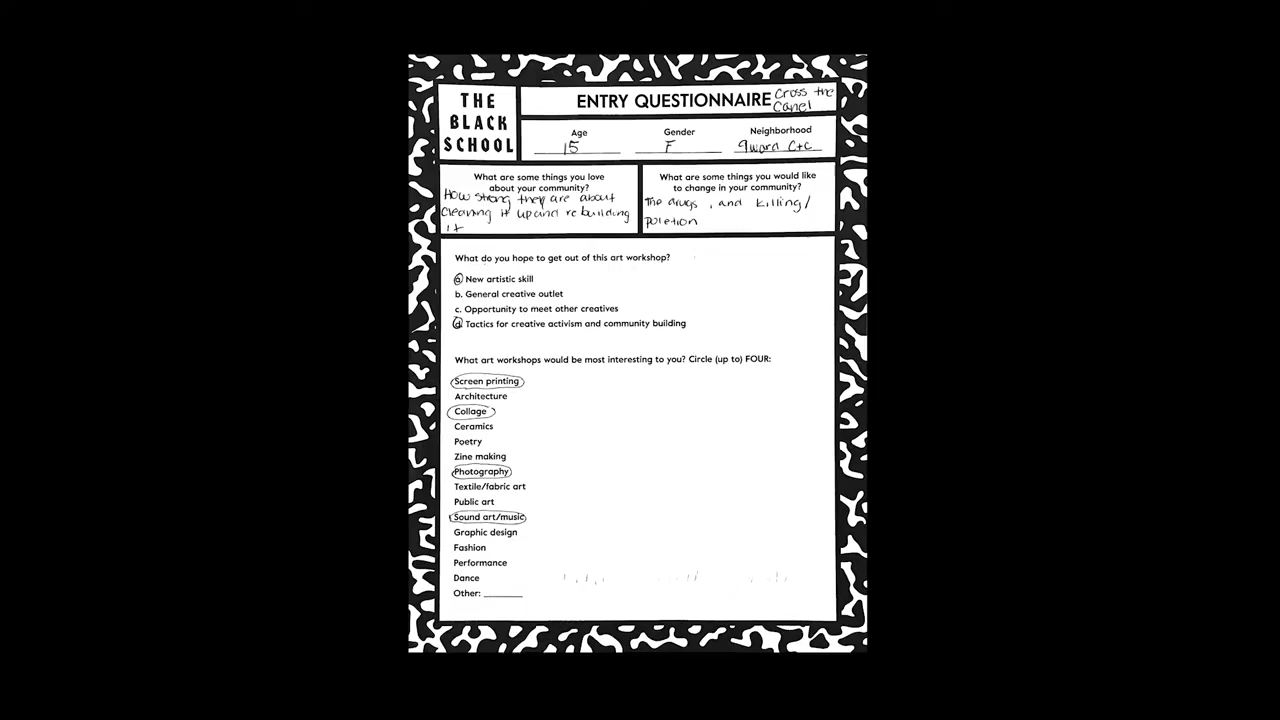 THE
BLACK
SCHOOL
ENTRY QUESTIONNAIRE
Cross the
Canel
Age
15
Gender
F
Neighborhood
9ward C+C
What are some things you love
about your community?
How strong they are about
cleaning it up and rebuilding
it
What are some things you would like
to change in your community?
The drugs, and killing/
poletion
What do you hope to get out of this art workshop?
a. New artistic skill
b. General creative outlet
c. Opportunity to meet other creatives
d. Tactics for creative activism and community building
What art workshops would be most interesting to you? Circle (up to) FOUR:
Screen printing
Architecture
Collage
Ceramics
Poetry
Zine making
Photography
Textile/fabric art
Public art
Sound art/music
Graphic design
Fashion
Performance
Dance
Other: